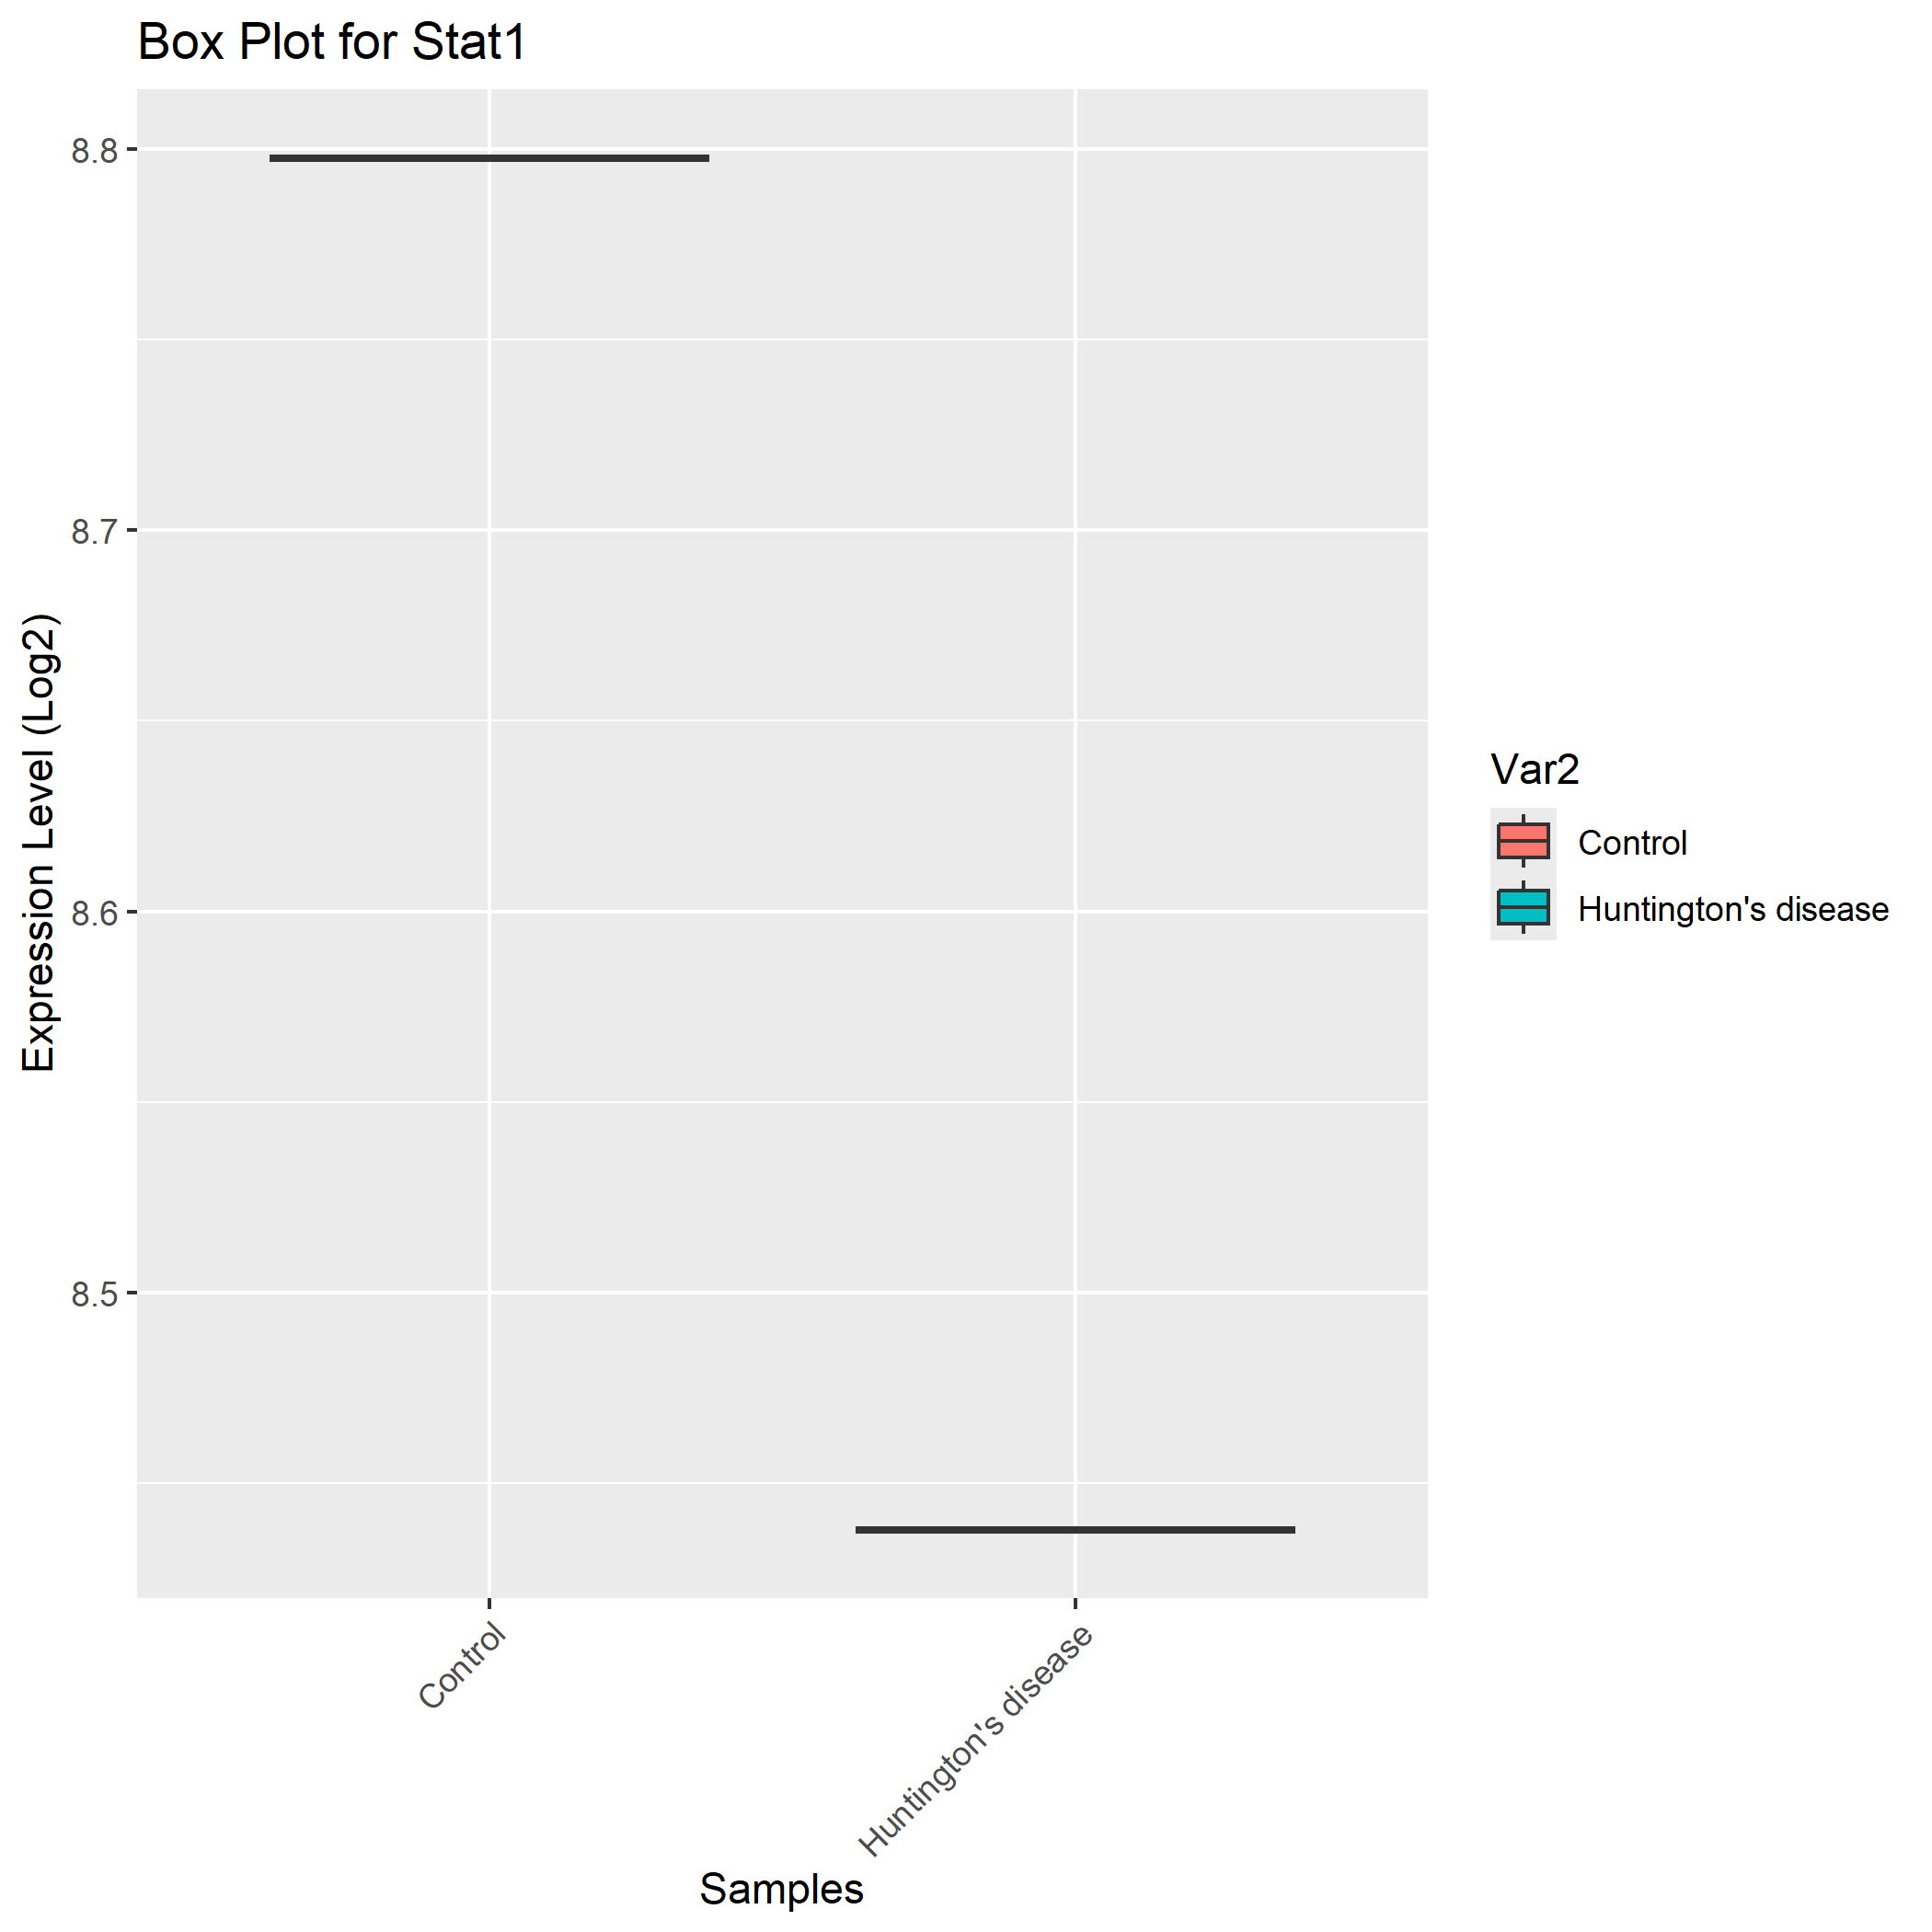 Box Plot for Stat1
Expression Level (Log2)
8.8
8.7
8.6
8.5
Control
Huntington's disease
Samples
Var2
Control
Huntington's disease